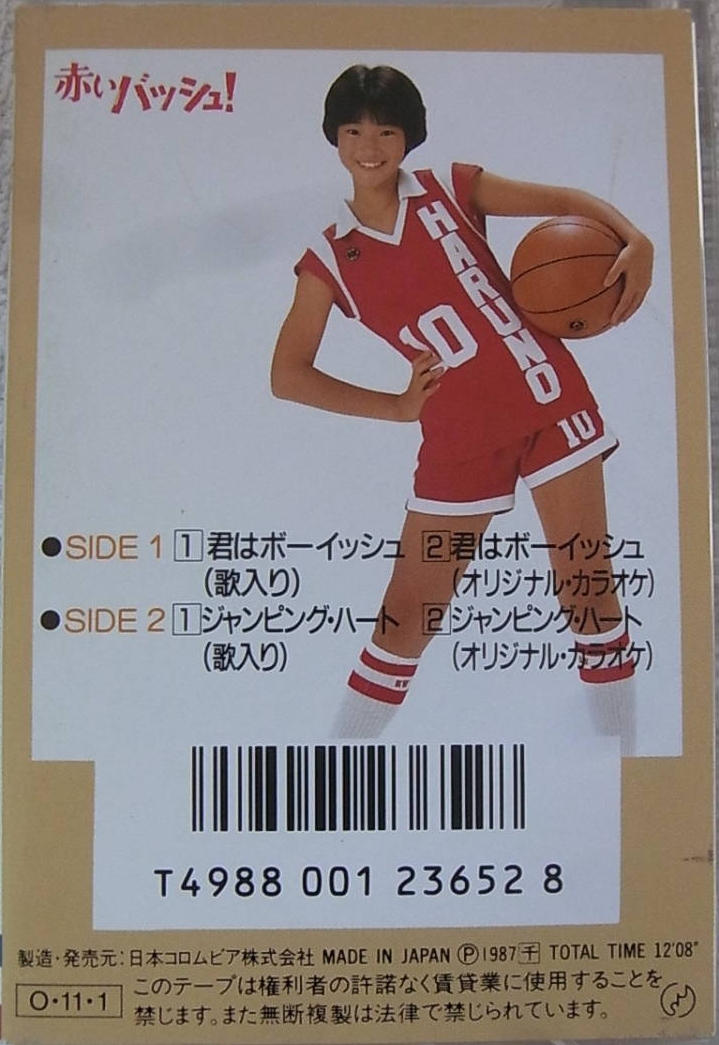 赤いバッシュ!
HARUNO
10
10
●SIDE 1 1 君はボーイッシュ 2 君はボーイッシュ
(歌入り) (オリジナル・カラオケ)
●SIDE 2 1 ジャンピング・ハート 2 ジャンピング・ハート
(歌入り) (オリジナル・カラオケ)
T4988 001 23652 8
製造・発売元:日本コロムビア株式会社 MADE IN JAPAN Ⓟ1987 千 TOTAL TIME 12'08"
O・11・1
このテープは権利者の許諾なく賃貸業に使用することを
禁じます。また無断複製は法律で禁じられています。